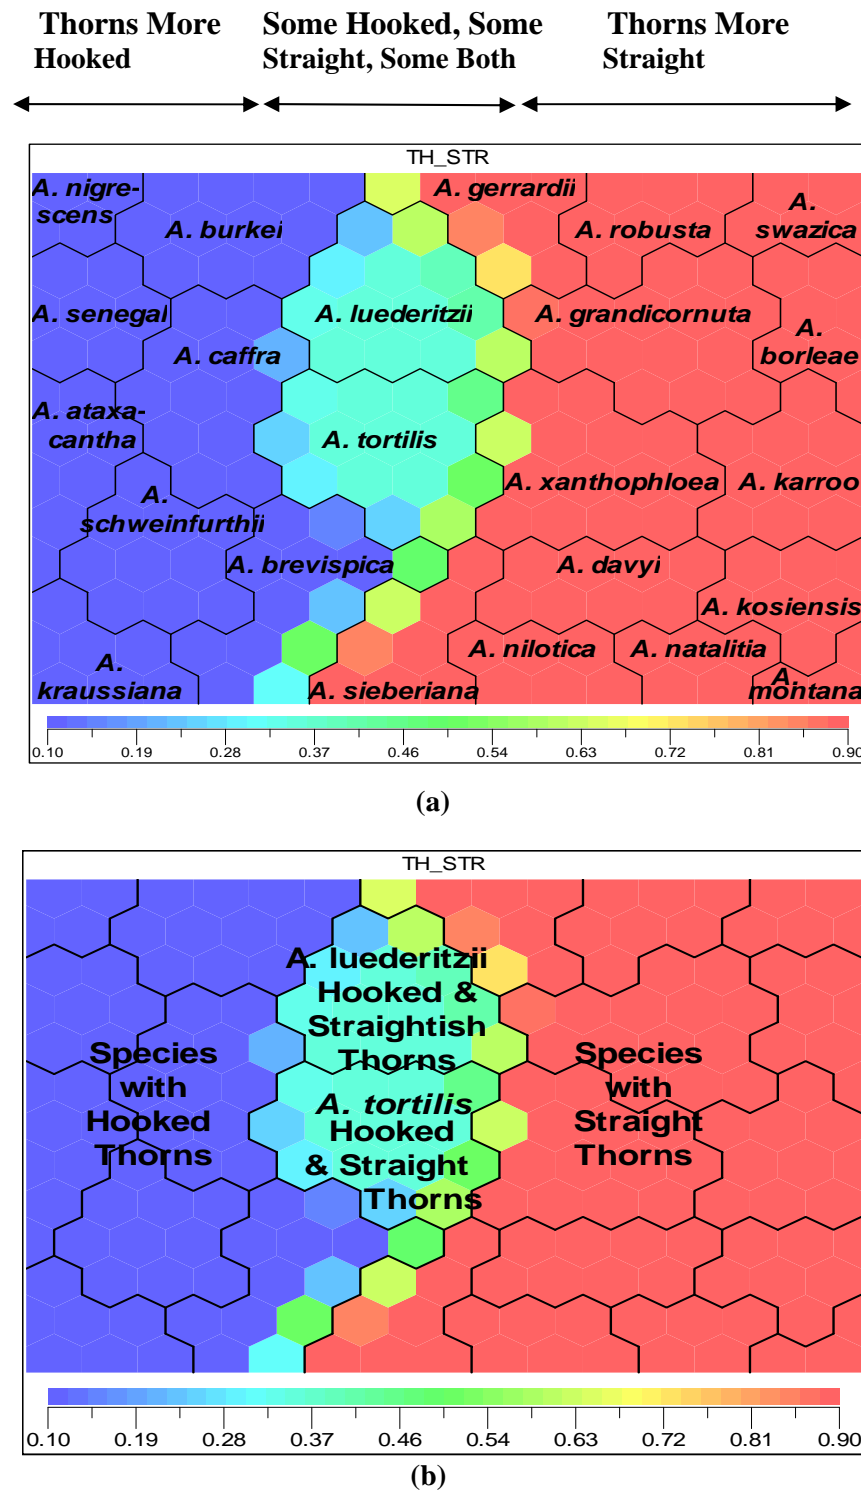 Thorns More Some Hooked, Some Thorns More
Hooked Straight, Some Both Straight
TH_STR
A. nigre-
scens
A. gerrardii
A. burkei
A. robusta
A.
swazica
A. senegal
A. luederitzii
A. grandicornuta
A. caffra
A.
borleae
A. ataxa-
cantha
A. tortilis
A.
schweinfurthii
A. xanthophloea
A. karroo
A. brevispica
A. davyi
A. kosiensis
A.
kraussiana
A. sieberiana
A. nilotica
A. natalitia
A.
montana
0.10 0.19 0.28 0.37 0.46 0.54 0.63 0.72 0.81 0.90
(a)
TH_STR
A. luederitzii
Hooked &
Straightish
Thorns
Species
with
Hooked
Thorns
A. tortilis
Hooked
& Straight
Thorns
Species
with
Straight
Thorns
0.10 0.19 0.28 0.37 0.46 0.54 0.63 0.72 0.81 0.90
(b)